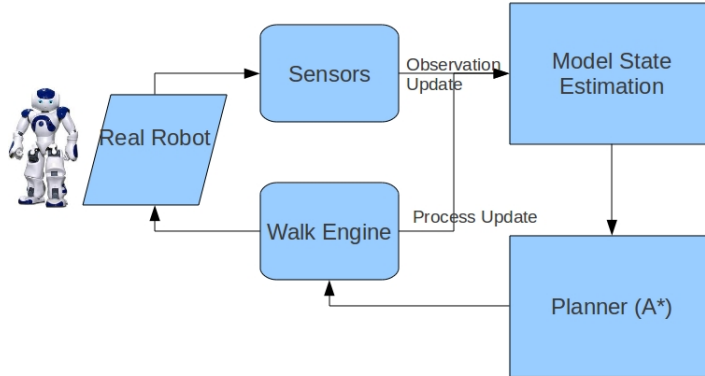 Sensors
Observation
Update
Model State
Estimation
Real Robot
Walk Engine
Process Update
Planner (A*)